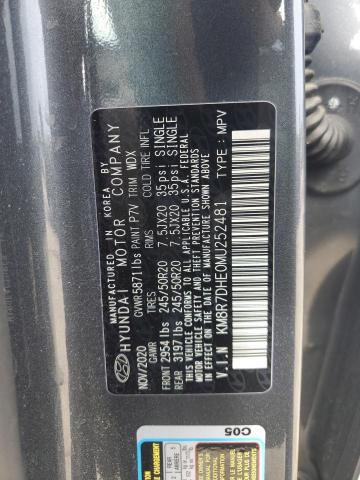 MANUFACTURED IN KOREA BY
HYUNDAI MOTOR COMPANY
NOV/2020 GVWR5871lbs PAINT P7V TRIM WDX
GAWR TIRES RIMS COLD TIRE INFL
FRONT 2954 lbs 245/50R20 7.5JX20 35psi SINGLE
REAR 3197 lbs 245/50R20 7.5JX20 35psi SINGLE
THIS VEHICLE CONFORMS TO ALL APPLICABLE U.S.A. FEDERAL MOTOR
VEHICLE SAFETY AND THEFT PREVENTION STANDARDS
IN EFFECT ON THE DATE OF MANUFACTURE SHOWN ABOVE.
V.I.N KM8R7DHE0MU252481 TYPE : MPV
C05
REAR
ARRIÈRE